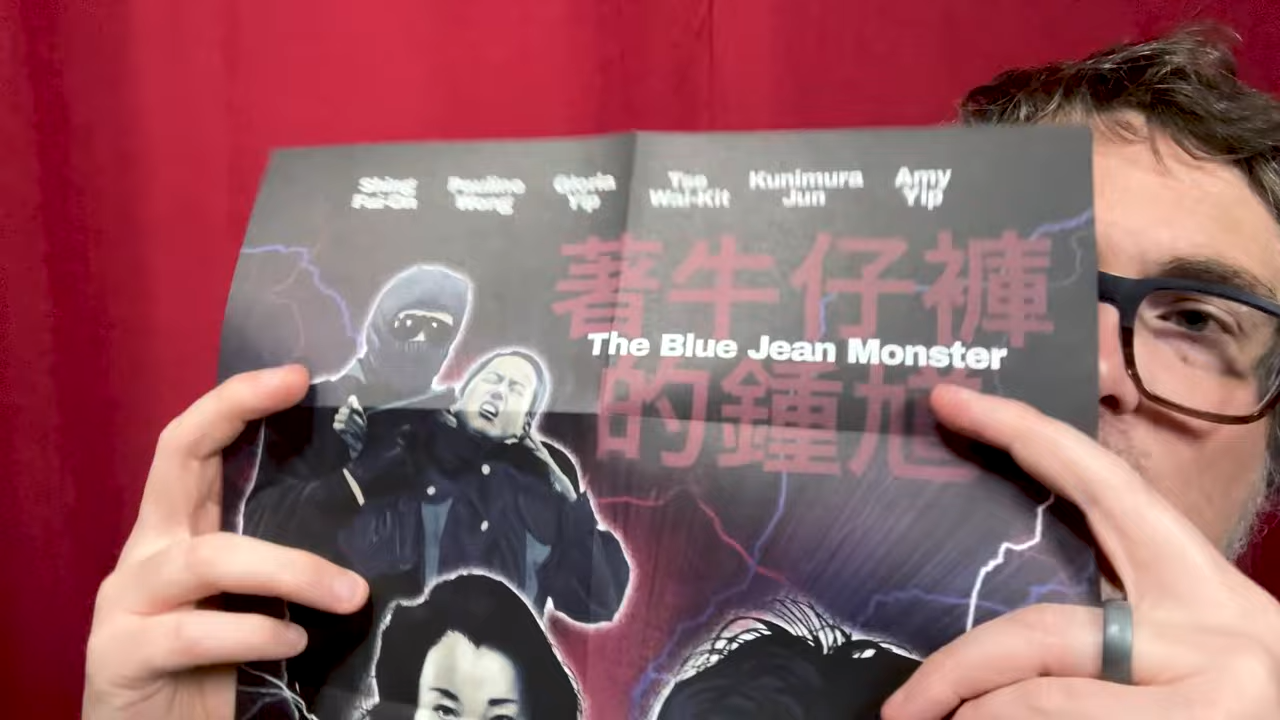 Shing Pauline Gloria Tse Kunimura Amy
Fui-On Wong Yip Wai-Kit Jun Yip
著牛仔褲
The Blue Jean Monster
的鍾馗